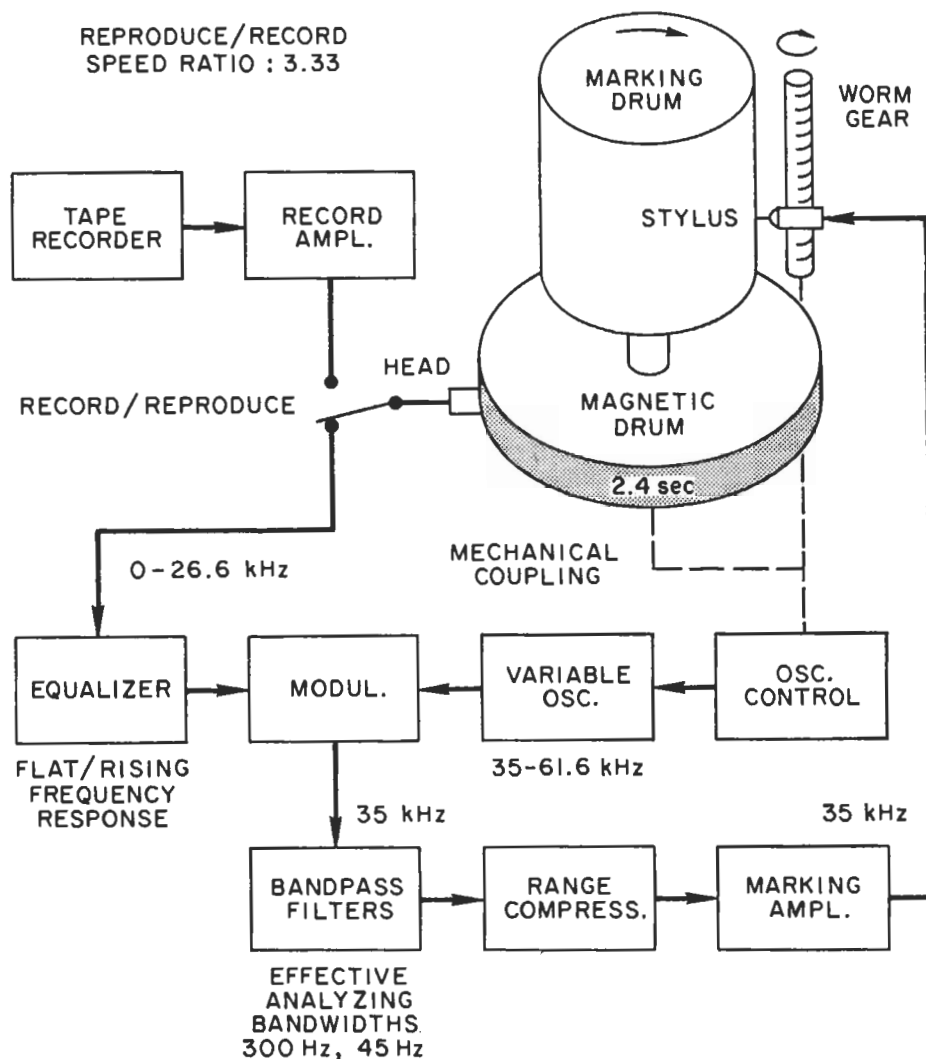 REPRODUCE/RECORD
SPEED RATIO : 3.33
MARKING
DRUM
WORM
GEAR
TAPE
RECORDER
RECORD
AMPL.
STYLUS
HEAD
RECORD/REPRODUCE
MAGNETIC
DRUM
2.4 sec
0-26.6 kHz
MECHANICAL
COUPLING
EQUALIZER
MODUL.
VARIABLE
OSC.
OSC.
CONTROL
FLAT/RISING
FREQUENCY
RESPONSE
35-61.6 kHz
35 kHz
35 kHz
BANDPASS
FILTERS
RANGE
COMPRESS.
MARKING
AMPL.
EFFECTIVE
ANALYZING
BANDWIDTHS
300 Hz, 45 Hz